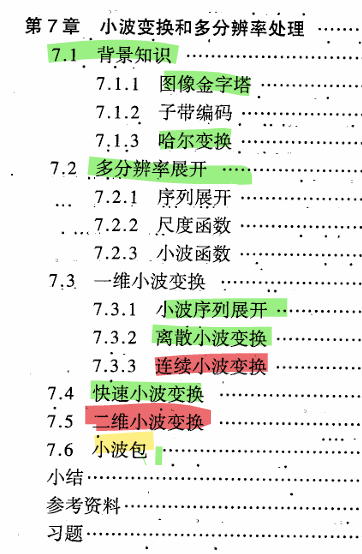 第7章 小波变换和多分辨率处理 ……
7.1 背景知识 ……
7.1.1 图像金字塔 ……
7.1.2 子带编码 ……
7.1.3 哈尔变换 ……
7.2 多分辨率展开 ……
7.2.1 序列展开 ……
7.2.2 尺度函数 ……
7.2.3 小波函数 ……
7.3 一维小波变换 ……
7.3.1 小波序列展开 ……
7.3.2 离散小波变换 ……
7.3.3 连续小波变换 ……
7.4 快速小波变换 ……
7.5 二维小波变换 ……
7.6 小波包 ……
小结 ……
参考资料 ……
习题 ……